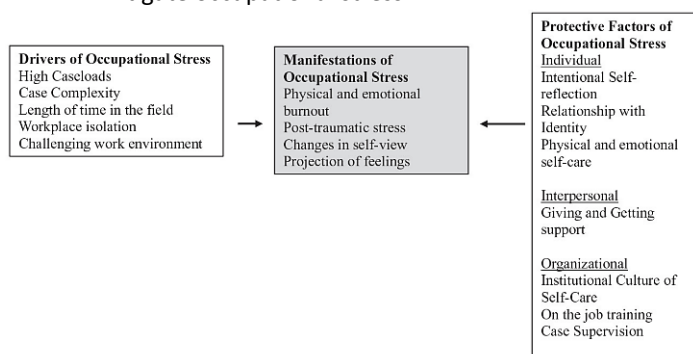 Drivers of Occupational Stress
High Caseloads
Case Complexity
Length of time in the field
Workplace isolation
Challenging work environment
Manifestations of
Occupational Stress
Physical and emotional
burnout
Post-traumatic stress
Changes in self-view
Projection of feelings
Protective Factors of
Occupational Stress
Individual
Intentional Self-
reflection
Relationship with
Identity
Physical and emotional
self-care
Interpersonal
Giving and Getting
support
Organizational
Institutional Culture of
Self-Care
On the job training
Case Supervision